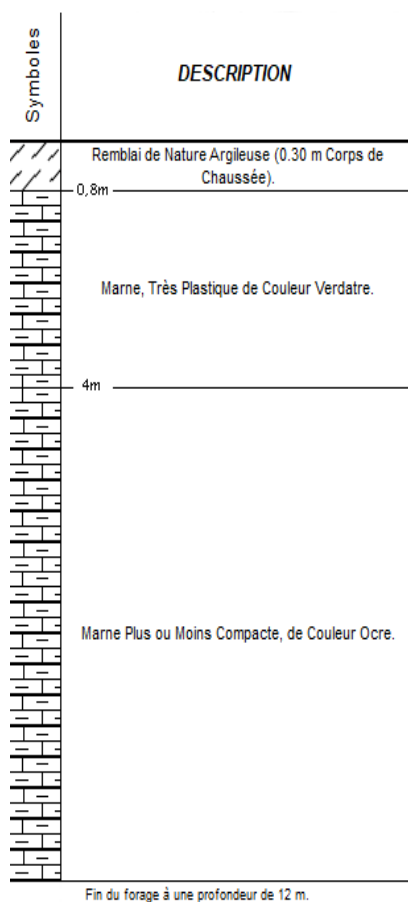 Symboles
DESCRIPTION
Remblai de Nature Argileuse (0.30 m Corps de
Chaussée).
0,8m
Marne, Très Plastique de Couleur Verdatre.
4m
Marne Plus ou Moins Compacte, de Couleur Ocre.
Fin du forage à une profondeur de 12 m.